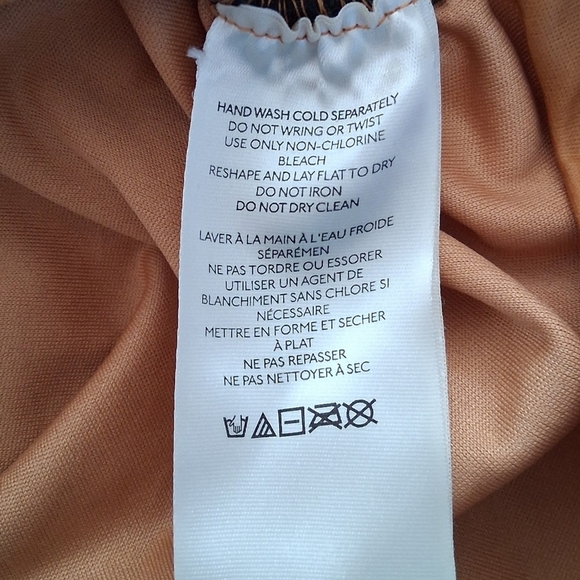 HAND WASH COLD SEPARATELY
DO NOT WRING OR TWIST
USE ONLY NON-CHLORINE
BLEACH
RESHAPE AND LAY FLAT TO DRY
DO NOT IRON
DO NOT DRY CLEAN
LAVER À LA MAIN À L'EAU FROIDE
SÉPARÉMEN
NE PAS TORDRE OU ESSORER
UTILISER UN AGENT DE
BLANCHIMENT SANS CHLORE SI
NÉCESSAIRE
METTRE EN FORME ET SECHER
À PLAT
NE PAS REPASSER
NE PAS NETTOYER À SEC